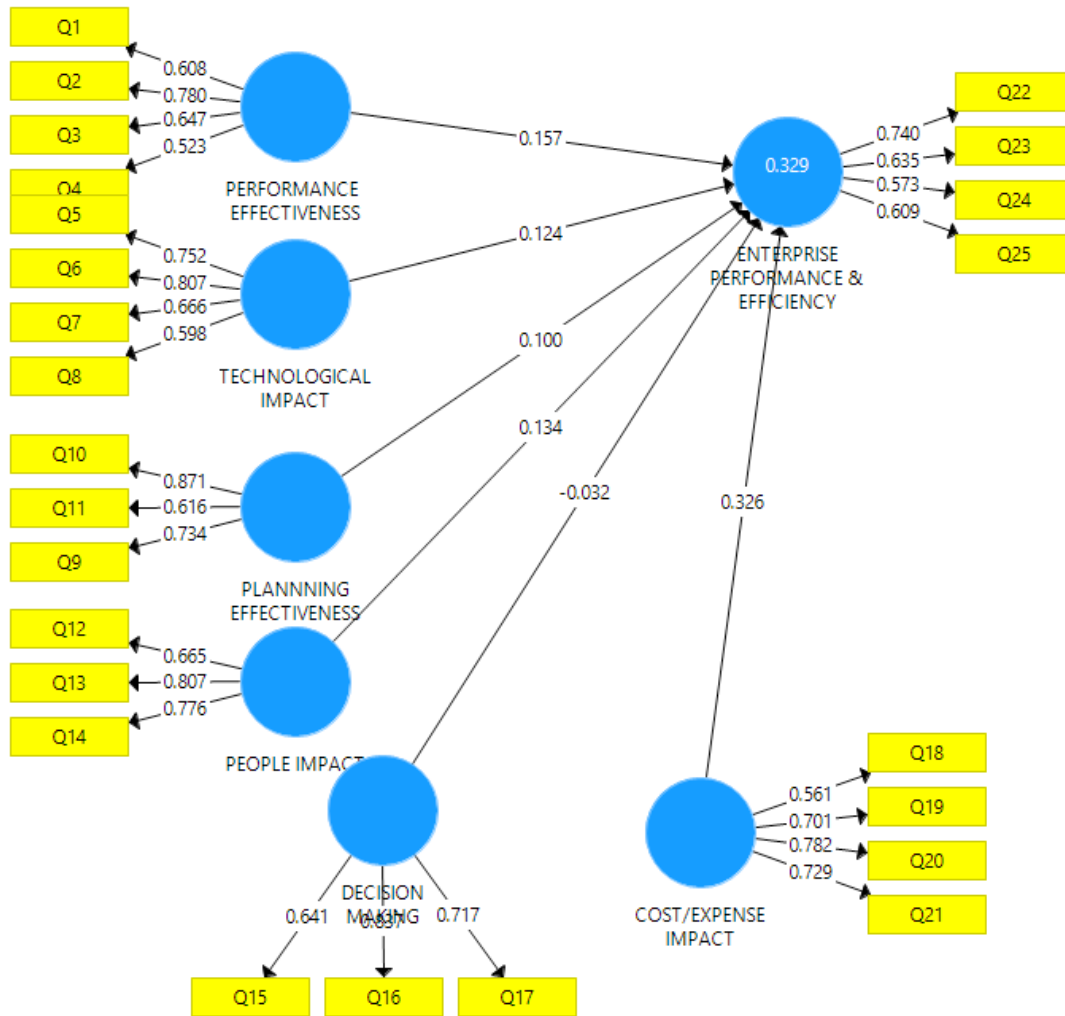 Q1
Q2
Q3
Q4
0.608
0.780
0.647
0.523
PERFORMANCE
EFFECTIVENESS
Q5
Q6
Q7
Q8
0.752
0.807
0.666
0.598
TECHNOLOGICAL
IMPACT
Q10
Q11
Q9
0.871
0.616
0.734
PLANNNING
EFFECTIVENESS
Q12
Q13
Q14
0.665
0.807
0.776
PEOPLE IMPACT
0.157
0.124
0.100
0.134
-0.032
0.326
0.329
ENTERPRISE
PERFORMANCE &
EFFICIENCY
0.740
0.635
0.573
0.609
Q22
Q23
Q24
Q25
DECISION
MAKING
0.641
0.837
0.717
Q15
Q16
Q17
COST/EXPENSE
IMPACT
0.561
0.701
0.782
0.729
Q18
Q19
Q20
Q21